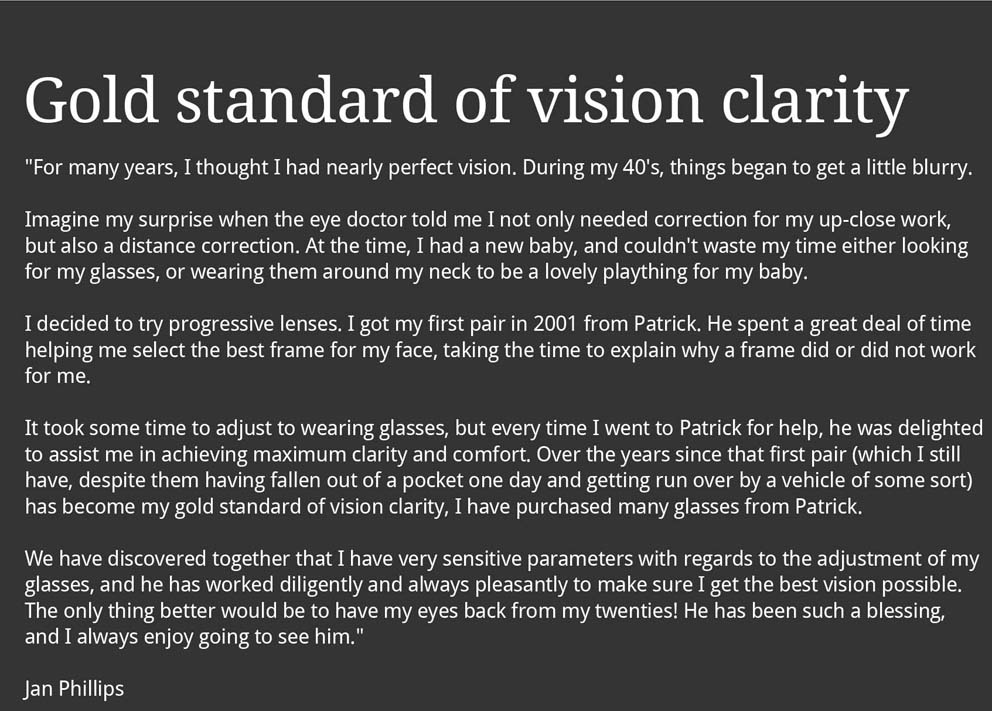 Gold standard of vision clarity
"For many years, I thought I had nearly perfect vision. During my 40's, things began to get a little blurry.
Imagine my surprise when the eye doctor told me I not only needed correction for my up-close work,
but also a distance correction. At the time, I had a new baby, and couldn't waste my time either looking
for my glasses, or wearing them around my neck to be a lovely plaything for my baby.
I decided to try progressive lenses. I got my first pair in 2001 from Patrick. He spent a great deal of time
helping me select the best frame for my face, taking the time to explain why a frame did or did not work
for me.
It took some time to adjust to wearing glasses, but every time I went to Patrick for help, he was delighted
to assist me in achieving maximum clarity and comfort. Over the years since that first pair (which I still
have, despite them having fallen out of a pocket one day and getting run over by a vehicle of some sort)
has become my gold standard of vision clarity, I have purchased many glasses from Patrick.
We have discovered together that I have very sensitive parameters with regards to the adjustment of my
glasses, and he has worked diligently and always pleasantly to make sure I get the best vision possible.
The only thing better would be to have my eyes back from my twenties! He has been such a blessing,
and I always enjoy going to see him."
Jan Phillips